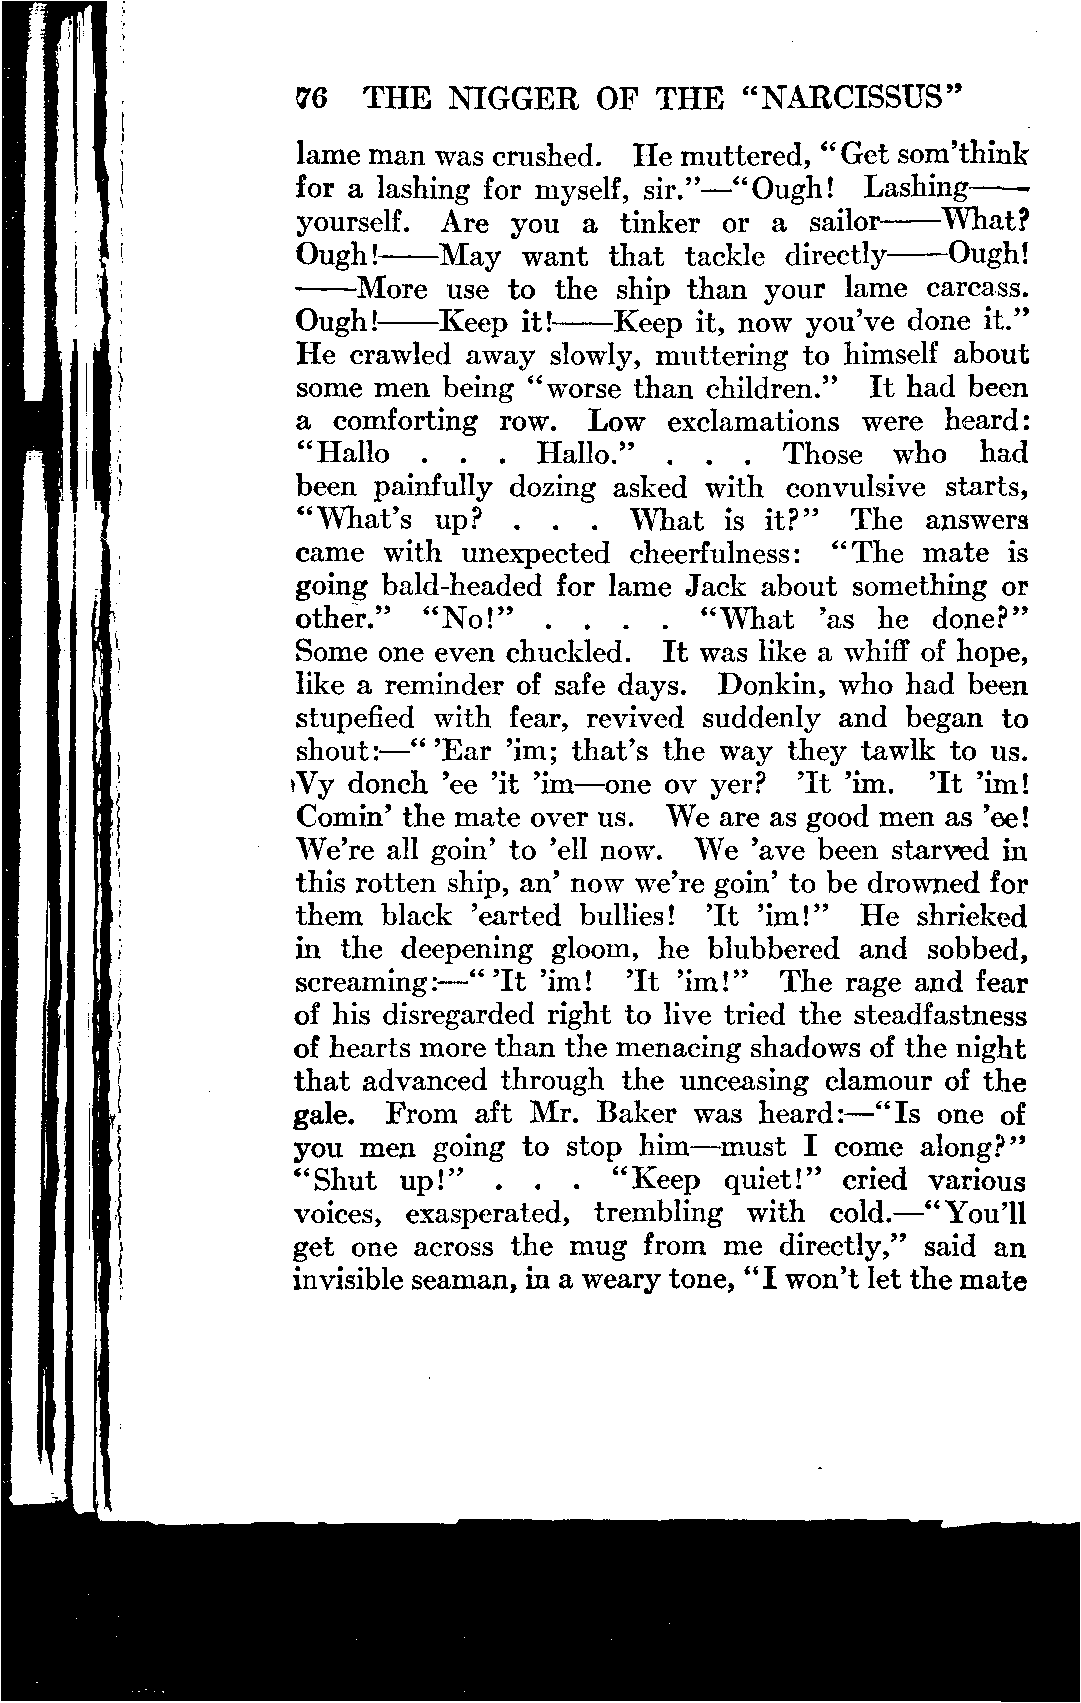 76 THE NIGGER OF THE “NARCISSUS”
lame man was crushed. He muttered, “Get som’think
for a lashing for myself, sir.”—“Ough! Lashing——
yourself. Are you a tinker or a sailor——What?
Ough!——May want that tackle directly——Ough!
——More use to the ship than your lame carcass.
Ough!——Keep it!——Keep it, now you’ve done it.”
He crawled away slowly, muttering to himself about
some men being “worse than children.” It had been
a comforting row. Low exclamations were heard:
“Hallo . . . Hallo.” . . . Those who had
been painfully dozing asked with convulsive starts,
“What’s up? . . . What is it?” The answers
came with unexpected cheerfulness: “The mate is
going bald-headed for lame Jack about something or
other.” “No!” . . . . “What ’as he done?”
Some one even chuckled. It was like a whiff of hope,
like a reminder of safe days. Donkin, who had been
stupefied with fear, revived suddenly and began to
shout:—“ ’Ear ’im; that’s the way they tawlk to us.
Vy donch ’ee ’it ’im—one ov yer? ’It ’im. ’It ’im!
Comin’ the mate over us. We are as good men as ’ee!
We’re all goin’ to ’ell now. We ’ave been starved in
this rotten ship, an’ now we’re goin’ to be drowned for
them black ’earted bullies! ’It ’im!” He shrieked
in the deepening gloom, he blubbered and sobbed,
screaming:—“ ’It ’im! ’It ’im!” The rage and fear
of his disregarded right to live tried the steadfastness
of hearts more than the menacing shadows of the night
that advanced through the unceasing clamour of the
gale. From aft Mr. Baker was heard:—“Is one of
you men going to stop him—must I come along?”
“Shut up!” . . . “Keep quiet!” cried various
voices, exasperated, trembling with cold.—“You’ll
get one across the mug from me directly,” said an
invisible seaman, in a weary tone, “I won’t let the mate